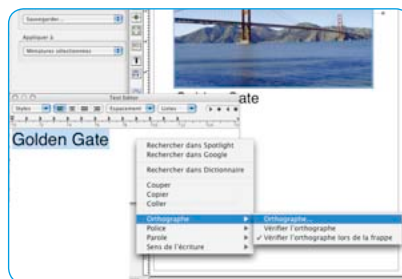 Sauvegarder...
Appliquer à
Miniatures sélectionnées
T
ate
Text Editor
Styles
Espacement
Listes
Golden Gate
Rechercher dans Spotlight
Rechercher dans Google
Rechercher dans Dictionnaire
Couper
Copier
Coller
Orthographe
Police
Parole
Sens de l'écriture
Orthographe...
Vérifier l'orthographe
✓ Vérifier l'orthographe lors de la frappe